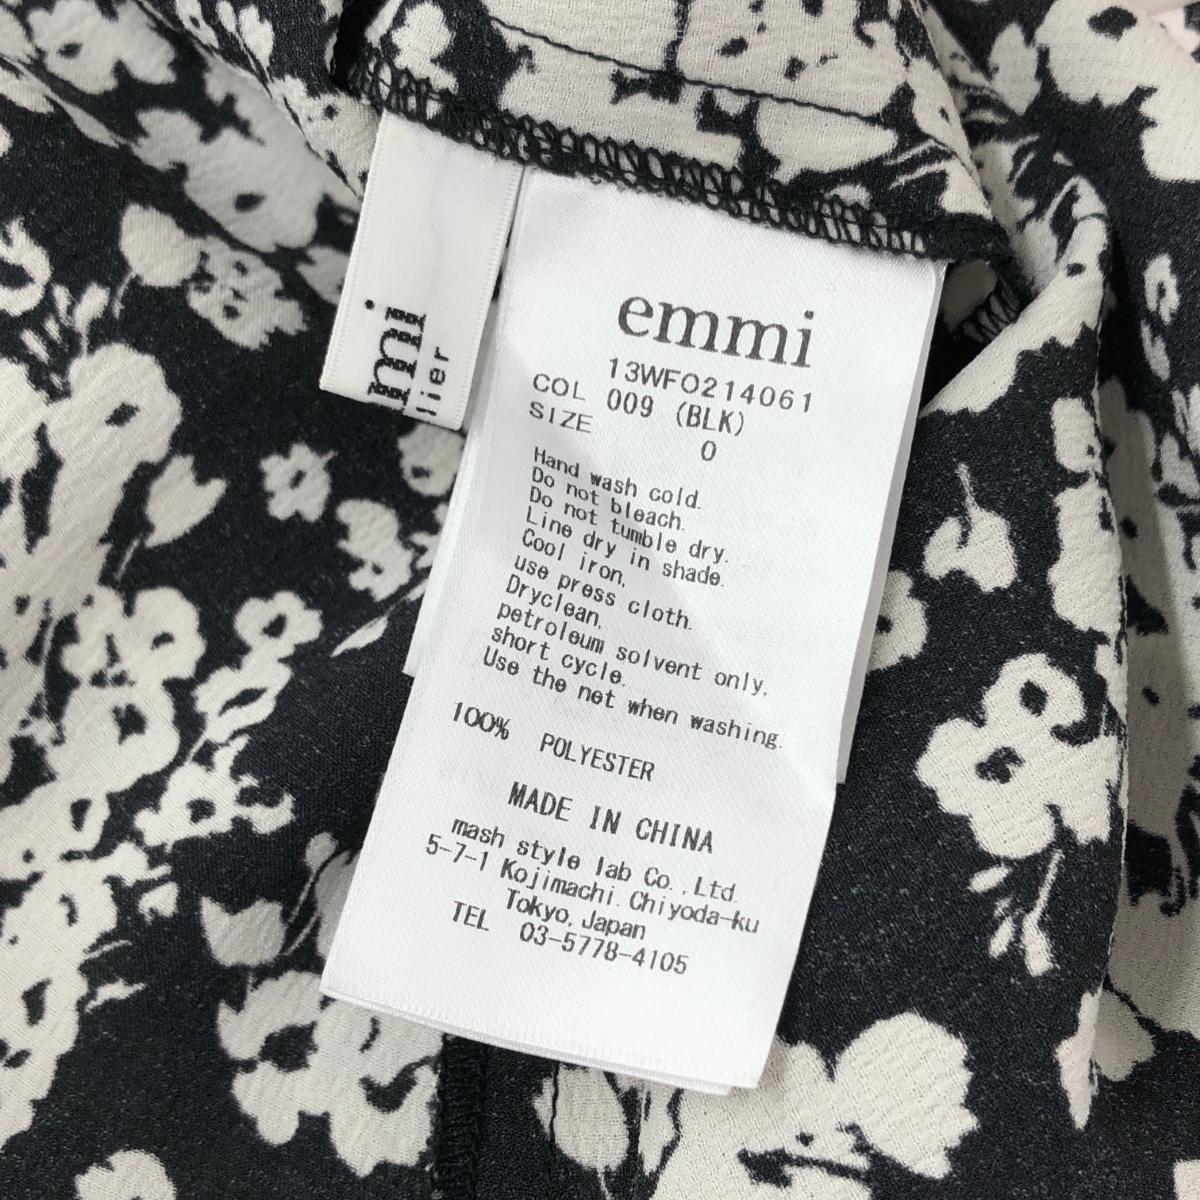 mi
lier
emmi
13WFO214061
COL 009 (BLK)
SIZE 0
Hand wash cold.
Do not bleach.
Do not tumble dry.
Line dry in shade.
Cool iron,
use press cloth.
Dryclean,
petroleum solvent only,
short cycle.
Use the net when washing.
100% POLYESTER
MADE IN CHINA
mash style lab Co.,Ltd.
5-7-1 Kojimachi. Chiyoda-ku
Tokyo, Japan
TEL 03-5778-4105